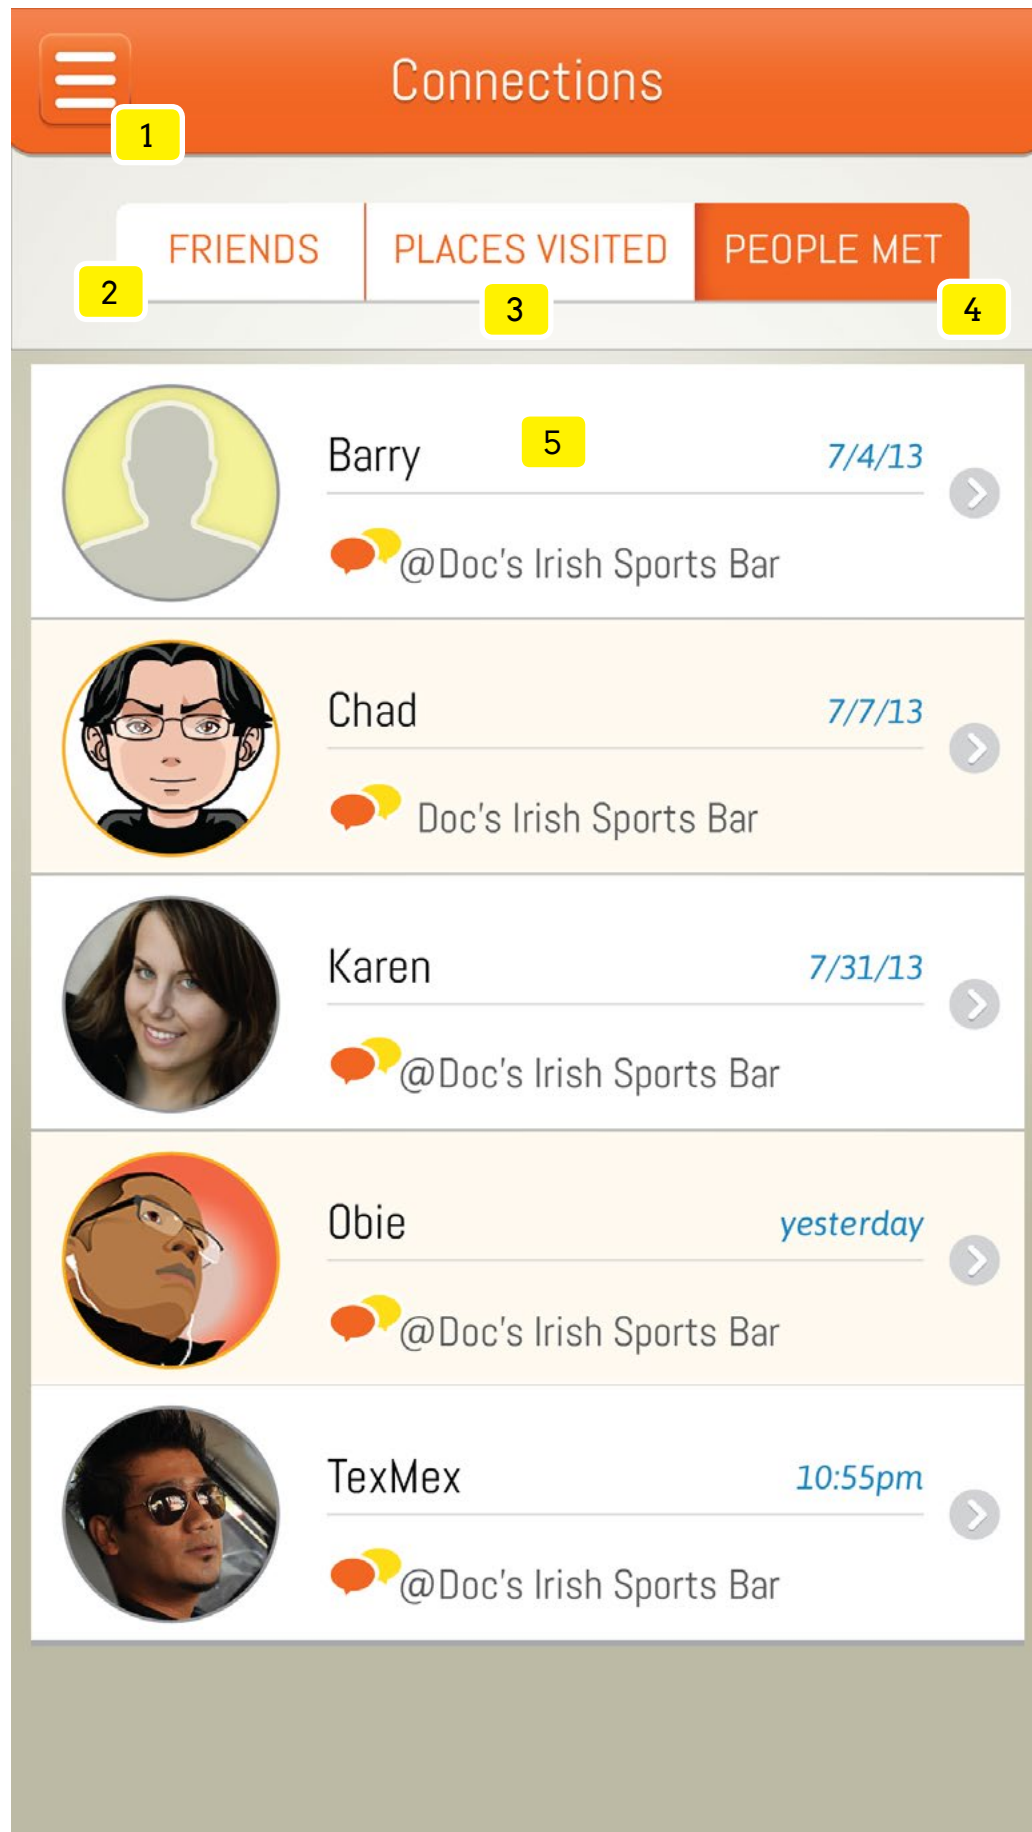 Connections
1
FRIENDS PLACES VISITED PEOPLE MET
2 3 4
Barry 5 7/4/13
@Doc's Irish Sports Bar
Chad 7/7/13
Doc's Irish Sports Bar
Karen 7/31/13
@Doc's Irish Sports Bar
Obie yesterday
@Doc's Irish Sports Bar
TexMex 10:55pm
@Doc's Irish Sports Bar